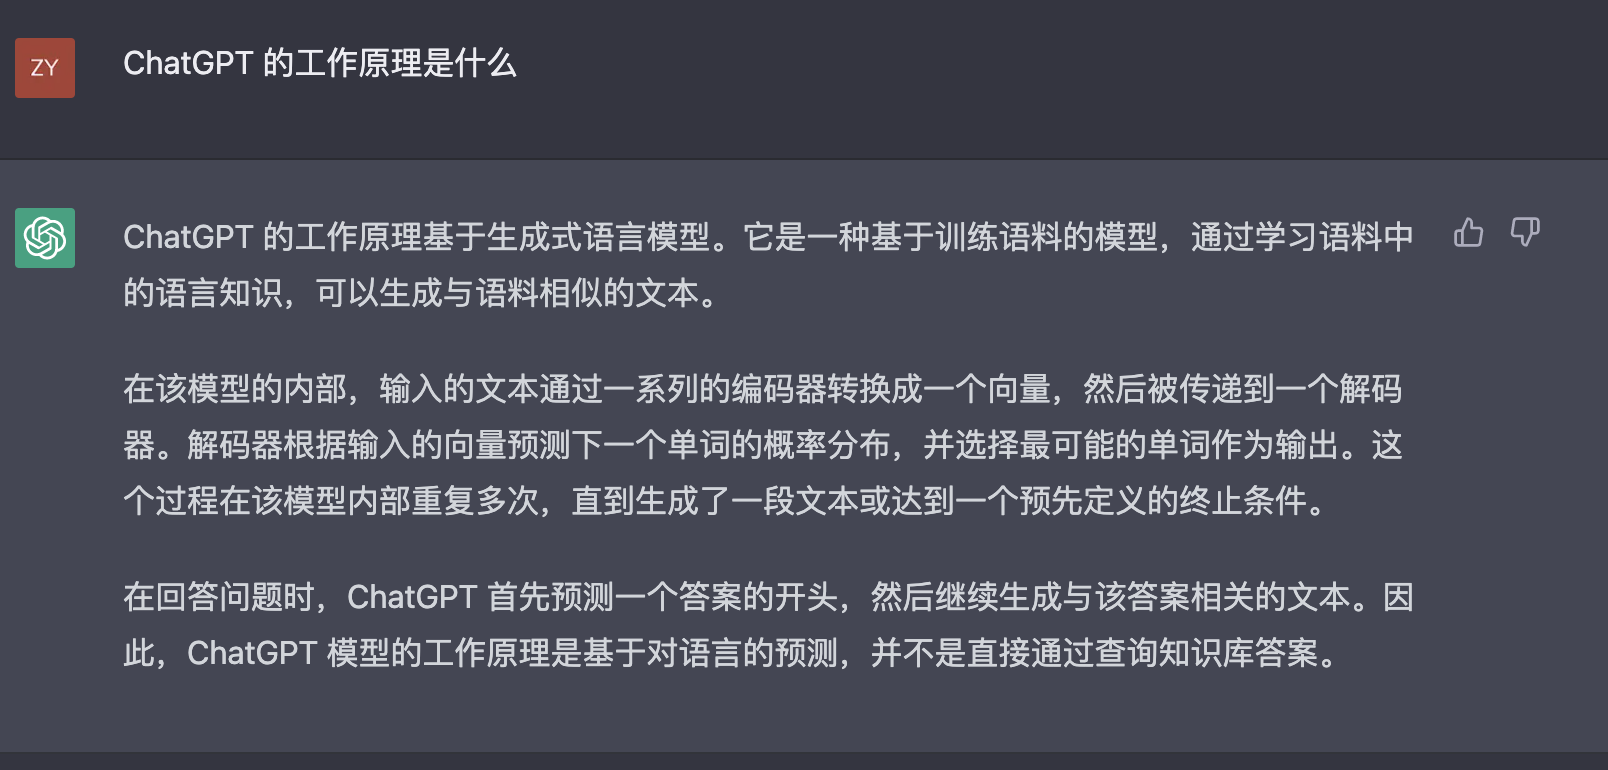 ZY
ChatGPT 的工作原理是什么
ChatGPT 的工作原理基于生成式语言模型。它是一种基于训练语料的模型，通过学习语料中
的语言知识，可以生成与语料相似的文本。
在该模型的内部，输入的文本通过一系列的编码器转换成一个向量，然后被传递到一个解码
器。解码器根据输入的向量预测下一个单词的概率分布，并选择最可能的单词作为输出。这
个过程在该模型内部重复多次，直到生成了一段文本或达到一个预先定义的终止条件。
在回答问题时，ChatGPT 首先预测一个答案的开头，然后继续生成与该答案相关的文本。因
此，ChatGPT 模型的工作原理是基于对语言的预测，并不是直接通过查询知识库答案。